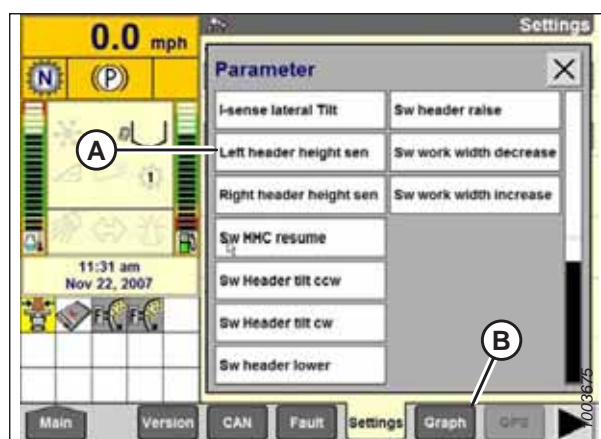 0.0 mph
Settings
N
(P)
Parameter
I-sense lateral Tilt
Sw header raise
A
Left header height sen
Sw work width decrease
1
Right header height sen
Sw work width increase
Sw HHC resume
11:31 am
Nov 22, 2007
Sw Header tilt ccw
F=
F=
Sw Header tilt cw
B
Sw header lower
1003675
Main
Version
CAN
Fault
Settings
Graph
GPS